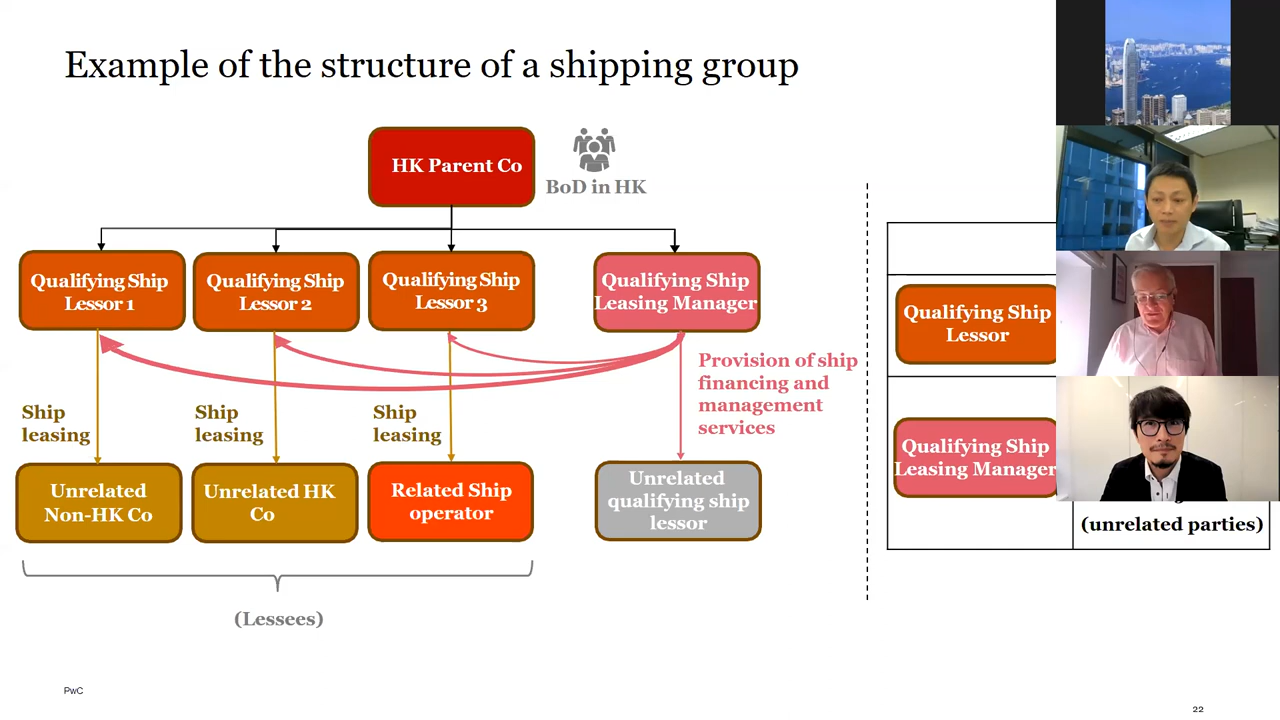 Example of the structure of a shipping group
HK Parent Co
BoD in HK
Qualifying Ship
Lessor 1
Qualifying Ship
Lessor 2
Qualifying Ship
Lessor 3
Qualifying Ship
Leasing Manager
Provision of ship
financing and
management
services
Ship
leasing
Ship
leasing
Ship
leasing
Unrelated
Non-HK Co
Unrelated HK
Co
Related Ship
operator
Unrelated
qualifying ship
lessor
(Lessees)
Qualifying Ship
Lessor
Qualifying Ship
Leasing Manager
(unrelated parties)
PwC
22